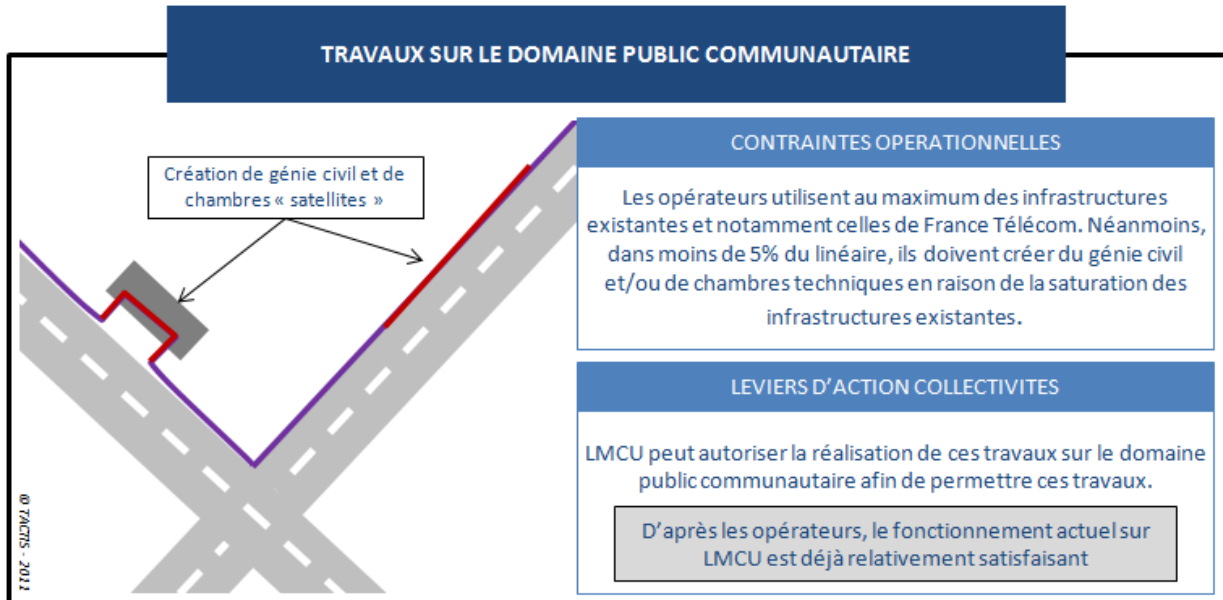 TRAVAUX SUR LE DOMAINE PUBLIC COMMUNAUTAIRE
Création de génie civil et de
chambres « satellites »
CONTRAINTES OPERATIONNELLES
Les opérateurs utilisent au maximum des infrastructures
existantes et notamment celles de France Télécom. Néanmoins,
dans moins de 5% du linéaire, ils doivent créer du génie civil
et/ou de chambres techniques en raison de la saturation des
infrastructures existantes.
LEVIERS D'ACTION COLLECTIVITES
LMCU peut autoriser la réalisation de ces travaux sur le domaine
public communautaire afin de permettre ces travaux.
D'après les opérateurs, le fonctionnement actuel sur
LMCU est déjà relativement satisfaisant
@ TACTIS - 2011